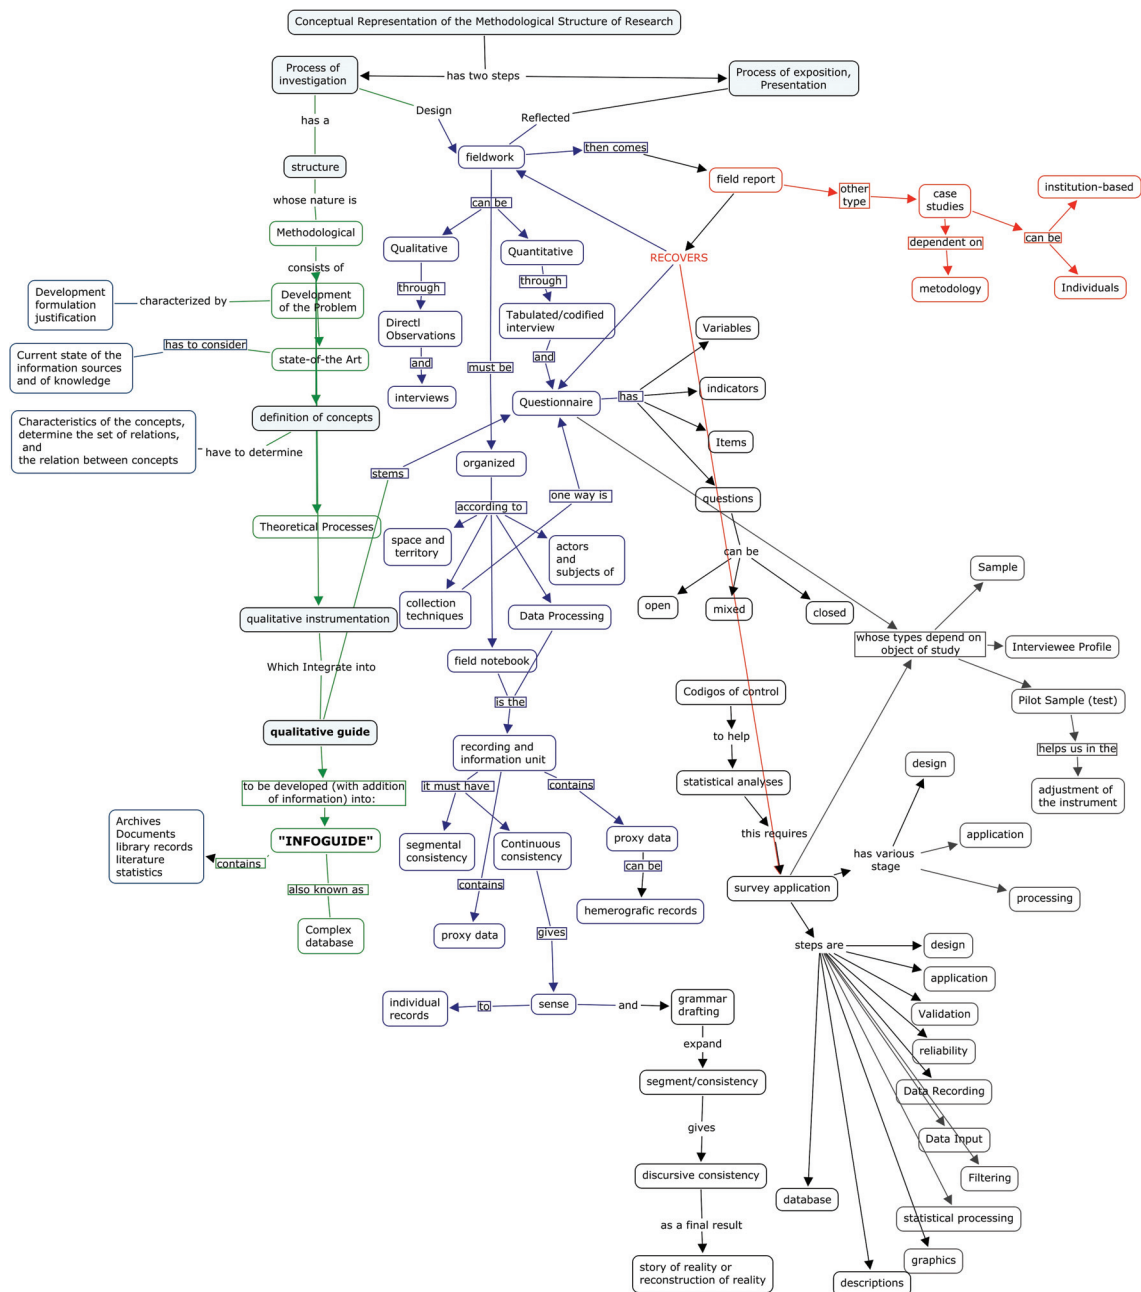 Conceptual Representation of the Methodological Structure of Research
Process of
investigation
has two steps
Process of exposition,
Presentation
Design
Reflected
has a
fieldwork
then comes
structure
field report
other
type
case
studies
institution-based
whose nature is
can be
Methodological
Qualitative
Quantitative
RECOVERS
dependent on
can be
consists of
through
through
metodology
Individuals
Development
formulation
justification
characterized by
Development
of the Problem
Directl
Observations
Tabulated/codified
interview
Variables
Current state of the
information sources
and of knowledge
has to consider
state-of-the Art
and
and
must be
interviews
Questionnaire
has
indicators
Characteristics of the concepts,
determine the set of relations,
and
the relation between concepts
definition of concepts
have to determine
Items
stems
organized
one way is
questions
according to
Theoretical Processes
space and
territory
actors
and
subjects of
can be
Sample
collection
techniques
Data Processing
open
mixed
closed
qualitative instrumentation
whose types depend on
object of study
Interviewee Profile
Which Integrate into
field notebook
is the
Codigos of control
Pilot Sample (test)
qualitative guide
to help
recording and
information unit
helps us in the
statistical analyses
design
adjustment of
the instrument
to be developed (with addition
of information) into:
it must have
contains
Archives
Documents
library records
literature
statistics
"INFOGUIDE"
contains
segmental
consistency
Continuous
consistency
proxy data
this requires
application
has various
stage
can be
contains
also known as
survey application
processing
hemerografic records
Complex
database
proxy data
gives
steps are
design
application
individual
records
to
sense
and
grammar
drafting
Validation
expand
reliability
segment/consistency
Data Recording
gives
Data Input
discursive consistency
Filtering
database
statistical processing
as a final result
graphics
story of reality or
reconstruction of reality
descriptions